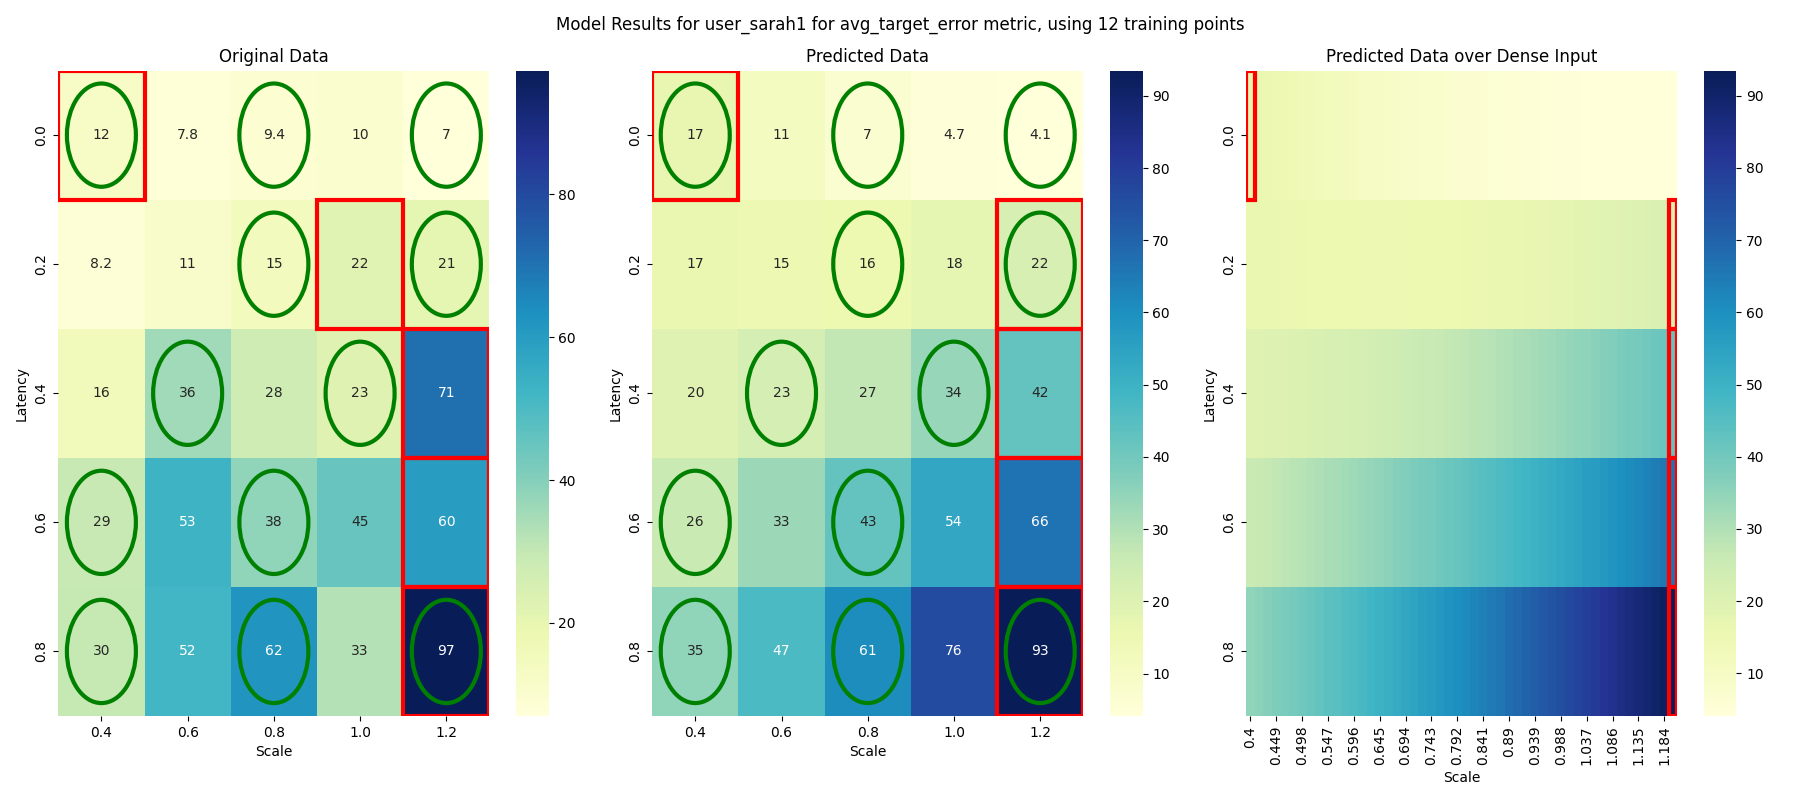 Model Results for user_sarah1 for avg_target_error metric, using 12 training points
Original Data
12 7.8 9.4 10 7
8.2 11 15 22 21
16 36 28 23 71
29 53 38 45 60
30 52 62 33 97
0.0
0.2
0.4
0.6
0.8
Latency
0.4 0.6 0.8 1.0 1.2
Scale
80
60
40
20
Predicted Data
17 11 7 4.7 4.1
17 15 16 18 22
20 23 27 34 42
26 33 43 54 66
35 47 61 76 93
0.0
0.2
0.4
0.6
0.8
Latency
0.4 0.6 0.8 1.0 1.2
Scale
90
80
70
60
50
40
30
20
10
Predicted Data over Dense Input
0.0
0.2
0.4
0.6
0.8
Latency
0.4 0.449 0.498 0.547 0.596 0.645 0.694 0.743 0.792 0.841 0.89 0.939 0.988 1.037 1.086 1.135 1.184
Scale
90
80
70
60
50
40
30
20
10